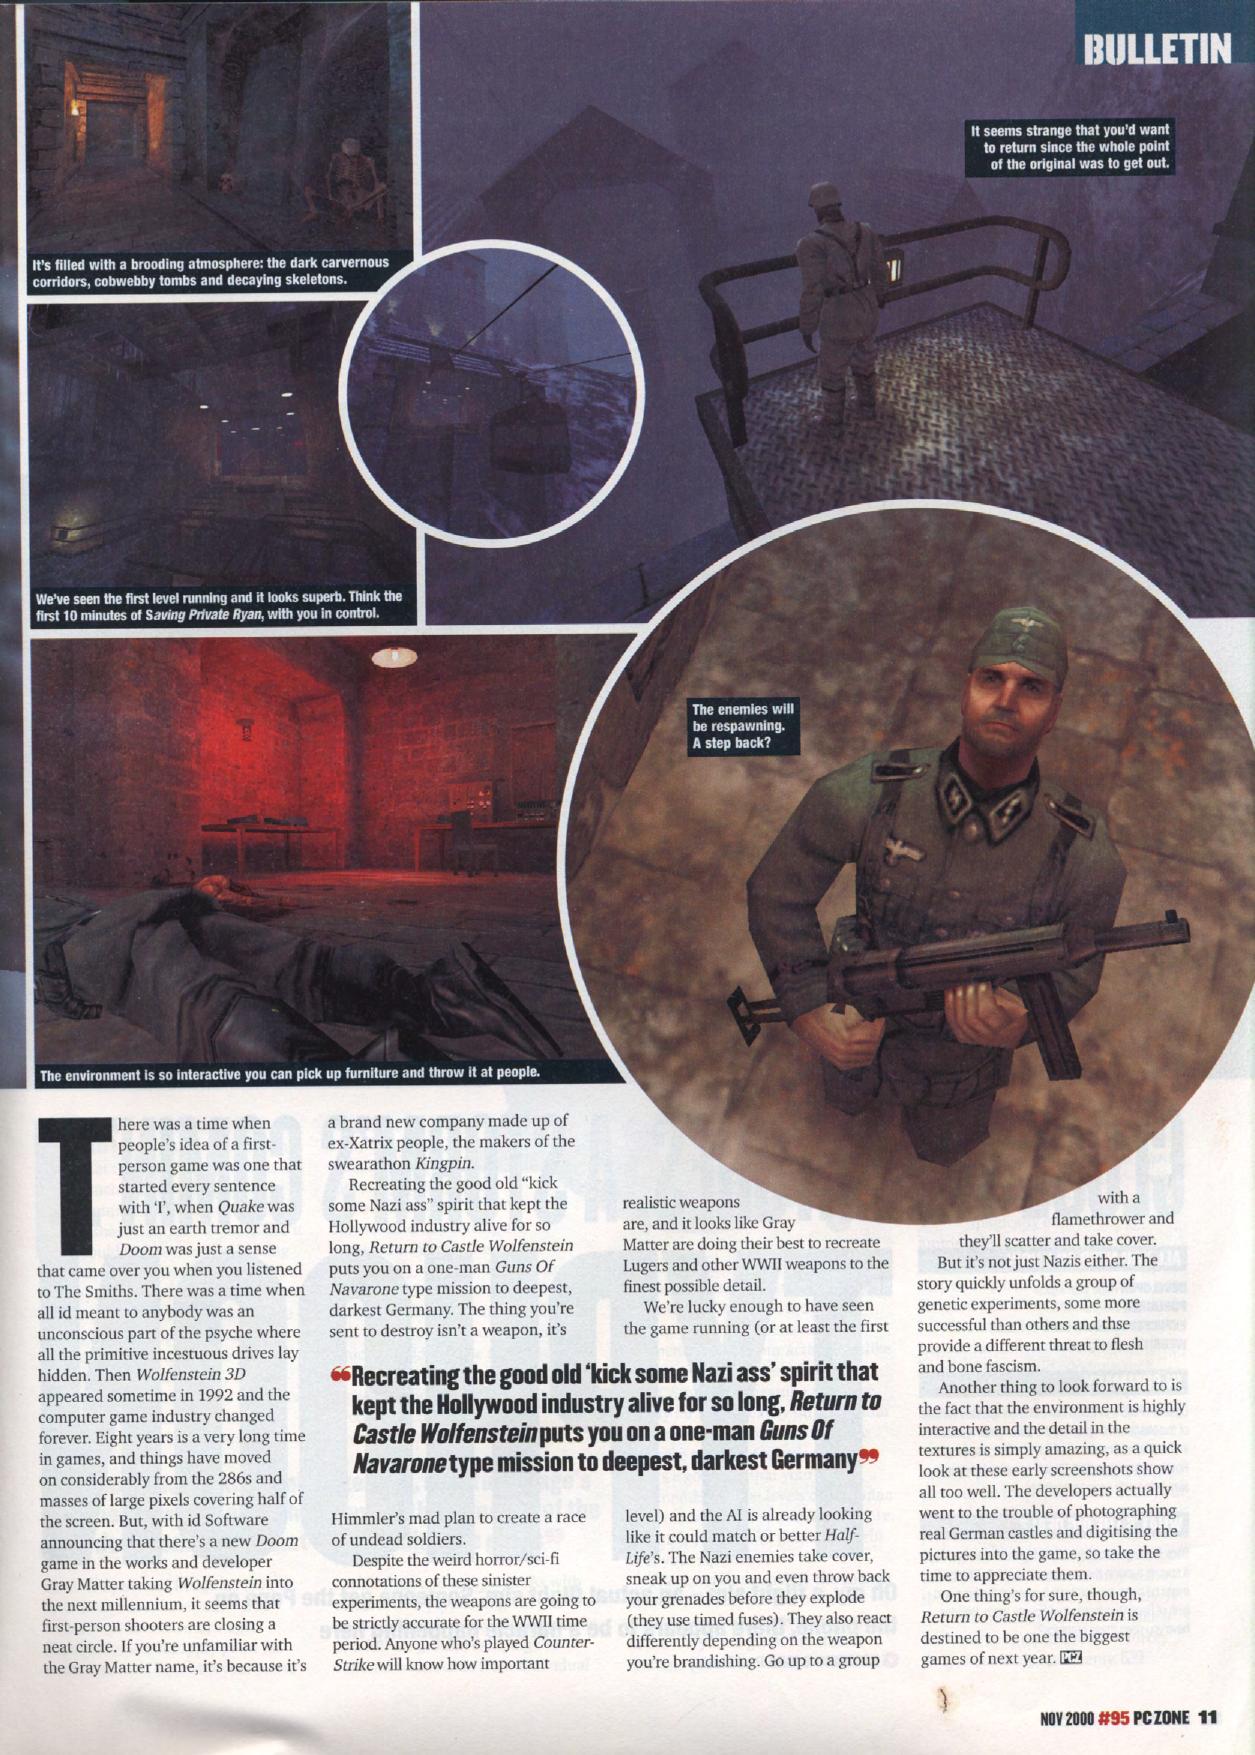 BULLETIN
It seems strange that you'd want
to return since the whole point
of the original was to get out.
It's filled with a brooding atmosphere: the dark carvernous
corridors, cobwebby tombs and decaying skeletons.
We've seen the first level running and it looks superb. Think the
first 10 minutes of Saving Private Ryan, with you in control.
The enemies will
be respawning.
A step back?
The environment is so interactive you can pick up furniture and throw it at people.
There was a time when
people's idea of a first-
person game was one that
started every sentence
with 'I', when Quake was
just an earth tremor and
Doom was just a sense
that came over you when you listened
to The Smiths. There was a time when
all id meant to anybody was an
unconscious part of the psyche where
all the primitive incestuous drives lay
hidden. Then Wolfenstein 3D
appeared sometime in 1992 and the
computer game industry changed
forever. Eight years is a very long time
in games, and things have moved
on considerably from the 286s and
masses of large pixels covering half of
the screen. But, with id Software
announcing that there's a new Doom
game in the works and developer
Gray Matter taking Wolfenstein into
the next millennium, it seems that
first-person shooters are closing a
neat circle. If you're unfamiliar with
the Gray Matter name, it's because it's
a brand new company made up of
ex-Xatrix people, the makers of the
swearathon Kingpin.
Recreating the good old "kick
some Nazi ass" spirit that kept the
Hollywood industry alive for so
long, Return to Castle Wolfenstein
puts you on a one-man Guns Of
Navarone type mission to deepest,
darkest Germany. The thing you're
sent to destroy isn't a weapon, it's
Himmler's mad plan to create a race
of undead soldiers.
Despite the weird horror/sci-fi
connotations of these sinister
experiments, the weapons are going to
be strictly accurate for the WWII time
period. Anyone who's played Counter-
Strike will know how important
realistic weapons
are, and it looks like Gray
Matter are doing their best to recreate
Lugers and other WWII weapons to the
finest possible detail.
We're lucky enough to have seen
the game running (or at least the first
level) and the AI is already looking
like it could match or better Half-
Life's. The Nazi enemies take cover,
sneak up on you and even throw back
your grenades before they explode
(they use timed fuses). They also react
differently depending on the weapon
you're brandishing. Go up to a group
with a
flamethrower and
they'll scatter and take cover.
But it's not just Nazis either. The
story quickly unfolds a group of
genetic experiments, some more
successful than others and thse
provide a different threat to flesh
and bone fascism.
Another thing to look forward to is
the fact that the environment is highly
interactive and the detail in the
textures is simply amazing, as a quick
look at these early screenshots show
all too well. The developers actually
went to the trouble of photographing
real German castles and digitising the
pictures into the game, so take the
time to appreciate them.
One thing's for sure, though,
Return to Castle Wolfenstein is
destined to be one the biggest
games of next year. PCZ
“Recreating the good old 'kick some Nazi ass' spirit that
kept the Hollywood industry alive for so long, Return to
Castle Wolfenstein puts you on a one-man Guns Of
Navarone type mission to deepest, darkest Germany”
NOV 2000 #95 PC ZONE 11